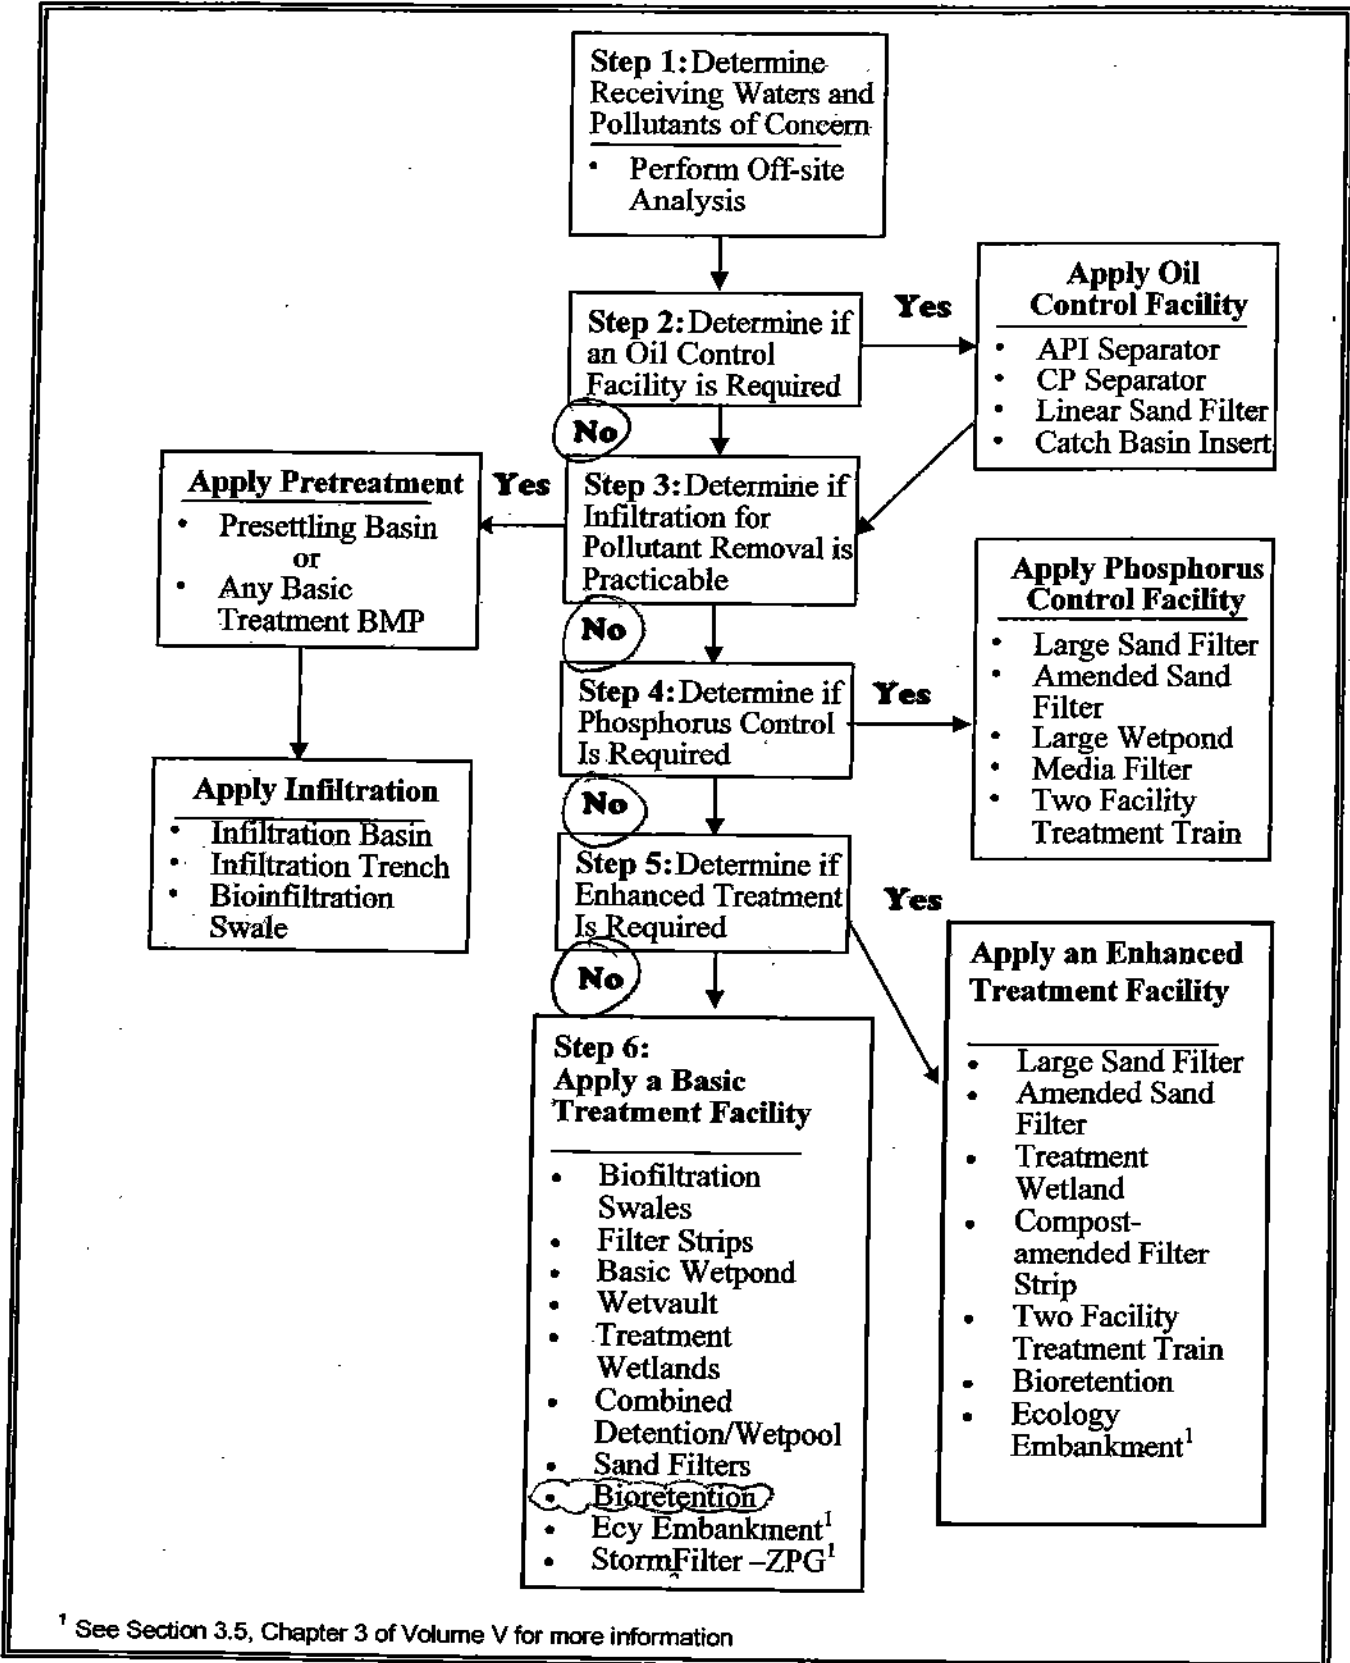 Step 1: Determine
Receiving Waters and
Pollutants of Concern
• Perform Off-site
Analysis
Step 2: Determine if
an Oil Control
Facility is Required
Yes
Apply Oil
Control Facility
• API Separator
• CP Separator
• Linear Sand Filter
• Catch Basin Insert
No
Step 3: Determine if
Infiltration for
Pollutant Removal is
Practicable
Yes
Apply Pretreatment
• Presettling Basin
or
• Any Basic
Treatment BMP
Apply Infiltration
• Infiltration Basin
• Infiltration Trench
• Bioinfiltration
Swale
No
Step 4: Determine if
Phosphorus Control
Is Required
Yes
Apply Phosphorus
Control Facility
• Large Sand Filter
• Amended Sand
Filter
• Large Wetpond
• Media Filter
• Two Facility
Treatment Train
No
Step 5: Determine if
Enhanced Treatment
Is Required
Yes
Apply an Enhanced
Treatment Facility
• Large Sand Filter
• Amended Sand
Filter
• Treatment
Wetland
• Compost-
amended Filter
Strip
• Two Facility
Treatment Train
• Bioretention
• Ecology
Embankment¹
No
Step 6:
Apply a Basic
Treatment Facility
• Biofiltration
Swales
• Filter Strips
• Basic Wetpond
• Wetvault
• Treatment
Wetlands
• Combined
Detention/Wetpool
• Sand Filters
• Bioretention
• Ecy Embankment¹
• StormFilter –ZPG¹
¹ See Section 3.5, Chapter 3 of Volume V for more information